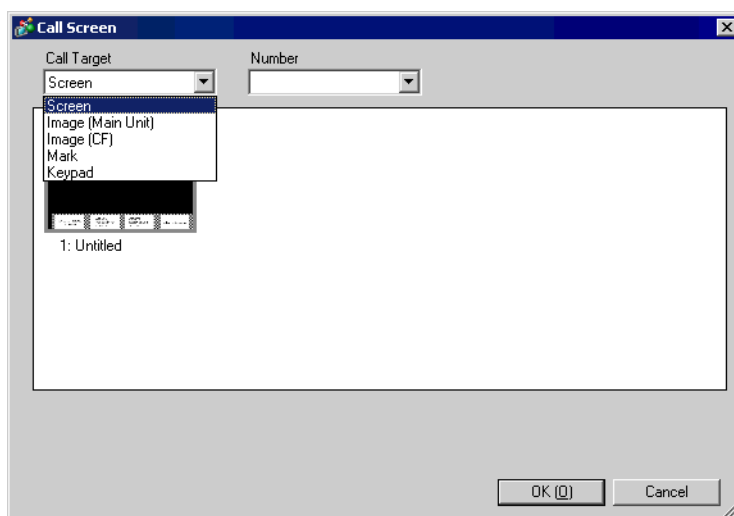 Call Screen
Call Target Number
Screen
Screen
Image (Main Unit)
Image (CF)
Mark
Keypad
1: Untitled
OK (O) Cancel